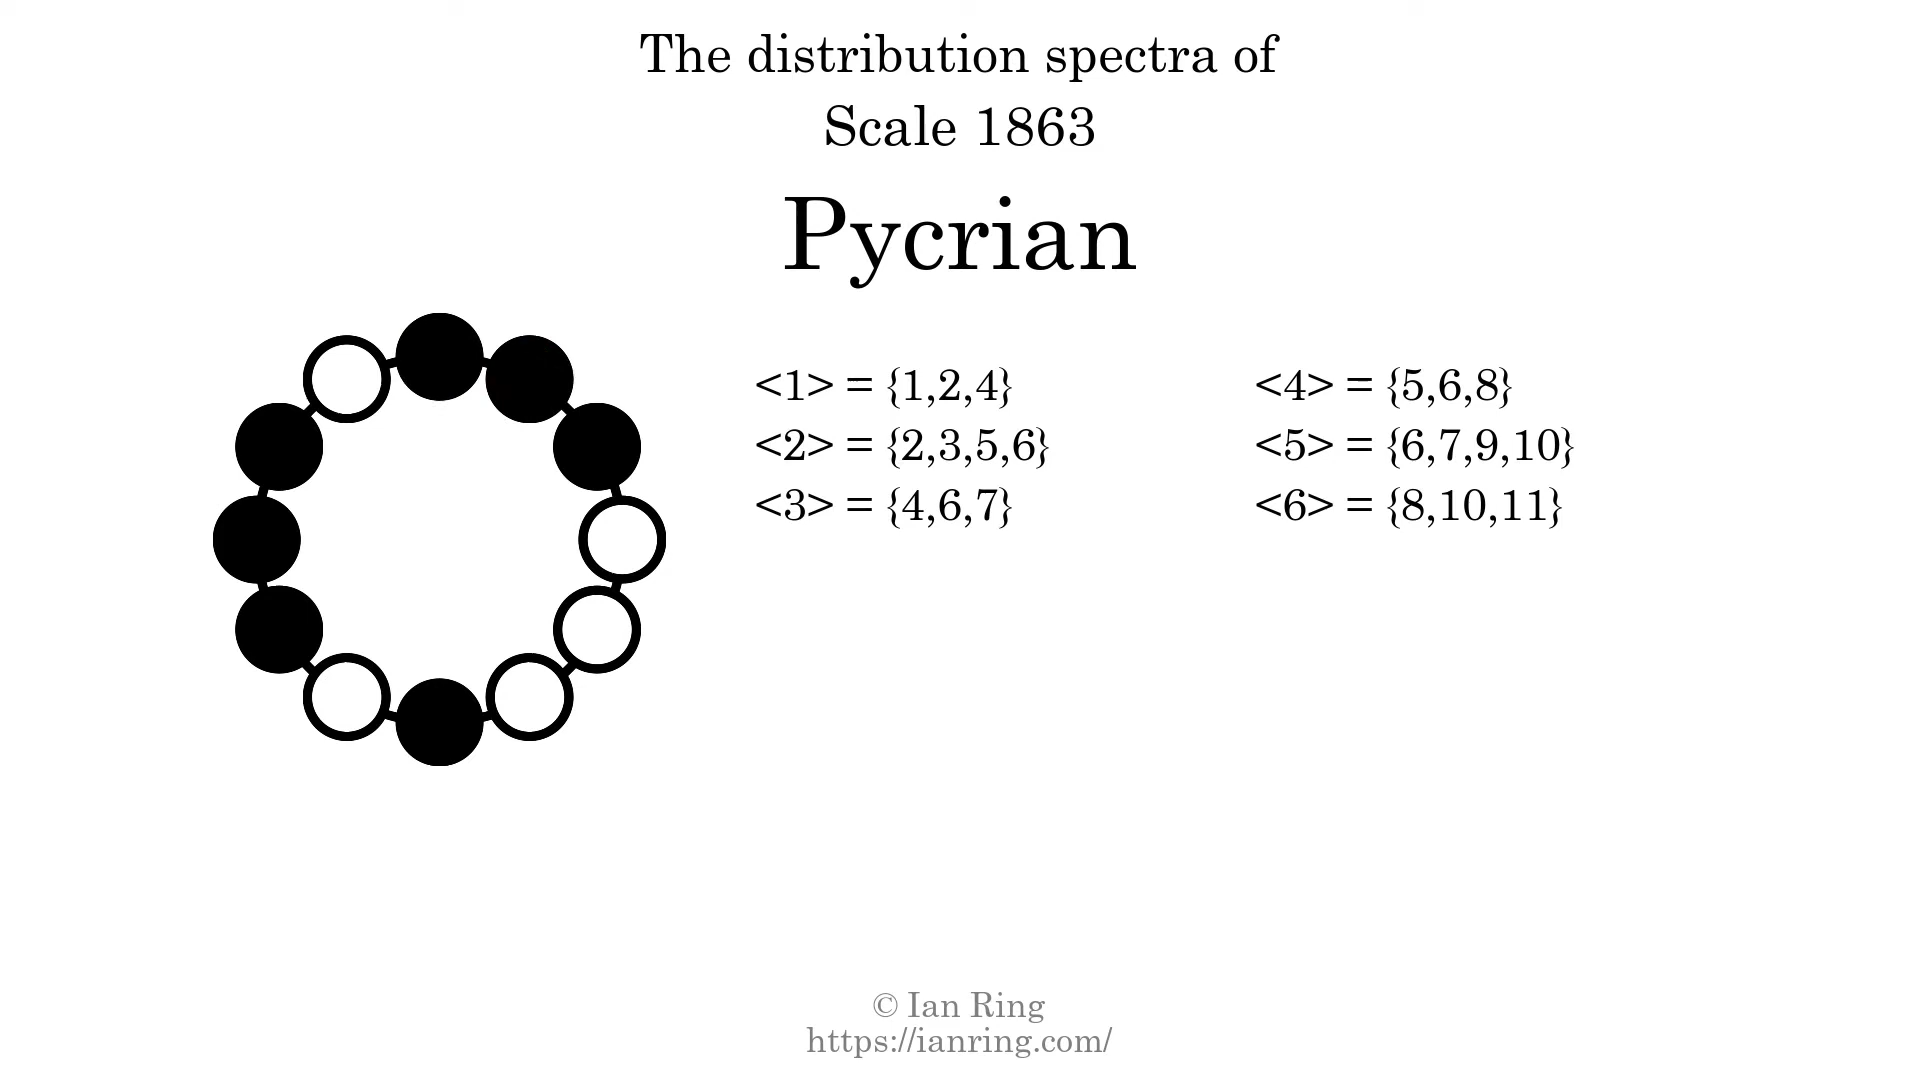 The distribution spectra of
Scale 1863
Pycrian
<1> = {1,2,4}
<2> = {2,3,5,6}
<3> = {4,6,7}
<4> = {5,6,8}
<5> = {6,7,9,10}
<6> = {8,10,11}
© Ian Ring
https://ianring.com/